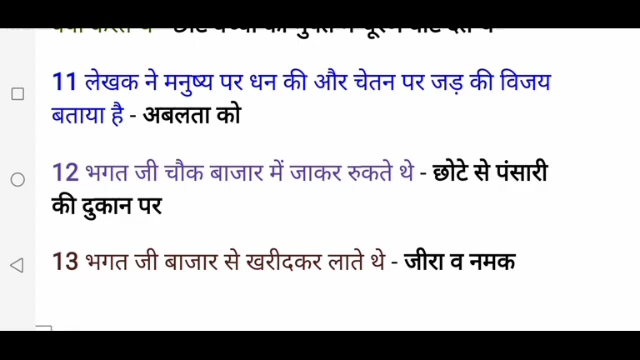 11 लेखक ने मनुष्य पर धन की और चेतन पर जड़ की विजय
बताया है - अबलता को
12 भगत जी चौक बाजार में जाकर रुकते थे - छोटे से पंसारी
की दुकान पर
13 भगत जी बाजार से खरीदकर लाते थे - जीरा व नमक